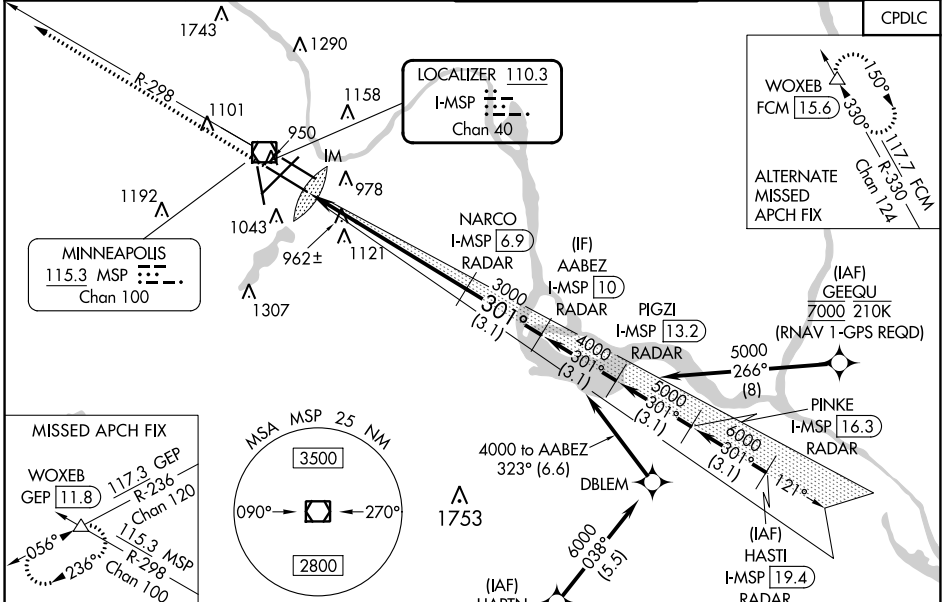 CPDLC
1743
1290
R-298
1101
1158
950
IM
978
1192
1043
962±
1121
1307
LOCALIZER 110.3
I-MSP
Chan 40
MINNEAPOLIS
115.3 MSP
Chan 100
WOXEB
FCM 15.6
150°
330°
117.7 FCM
R-330
Chan 124
ALTERNATE
MISSED
APCH FIX
NARCO
I-MSP 6.9
RADAR
(IF)
AABEZ
I-MSP 10
RADAR
PIGZI
I-MSP 13.2
RADAR
(IAF)
GEEQU
7000 210K
(RNAV 1-GPS REQD)
5000
266°
(8)
3000
301°
(3.1)
4000
301°
(3.1)
5000
301°
(3.1)
6000
301°
(3.1)
121°
PINKE
I-MSP 16.3
RADAR
4000 to AABEZ
323° (6.6)
DBLEM
6000
038°
(5.5)
(IAF)
HASTI
I-MSP 19.4
RADAR
(IAF)
MISSED APCH FIX
WOXEB
GEP 11.8
117.3 GEP
R-236
Chan 120
056°
236°
115.3 MSP
R-298
Chan 100
MSA MSP 25 NM
3500
090°
270°
2800
1753